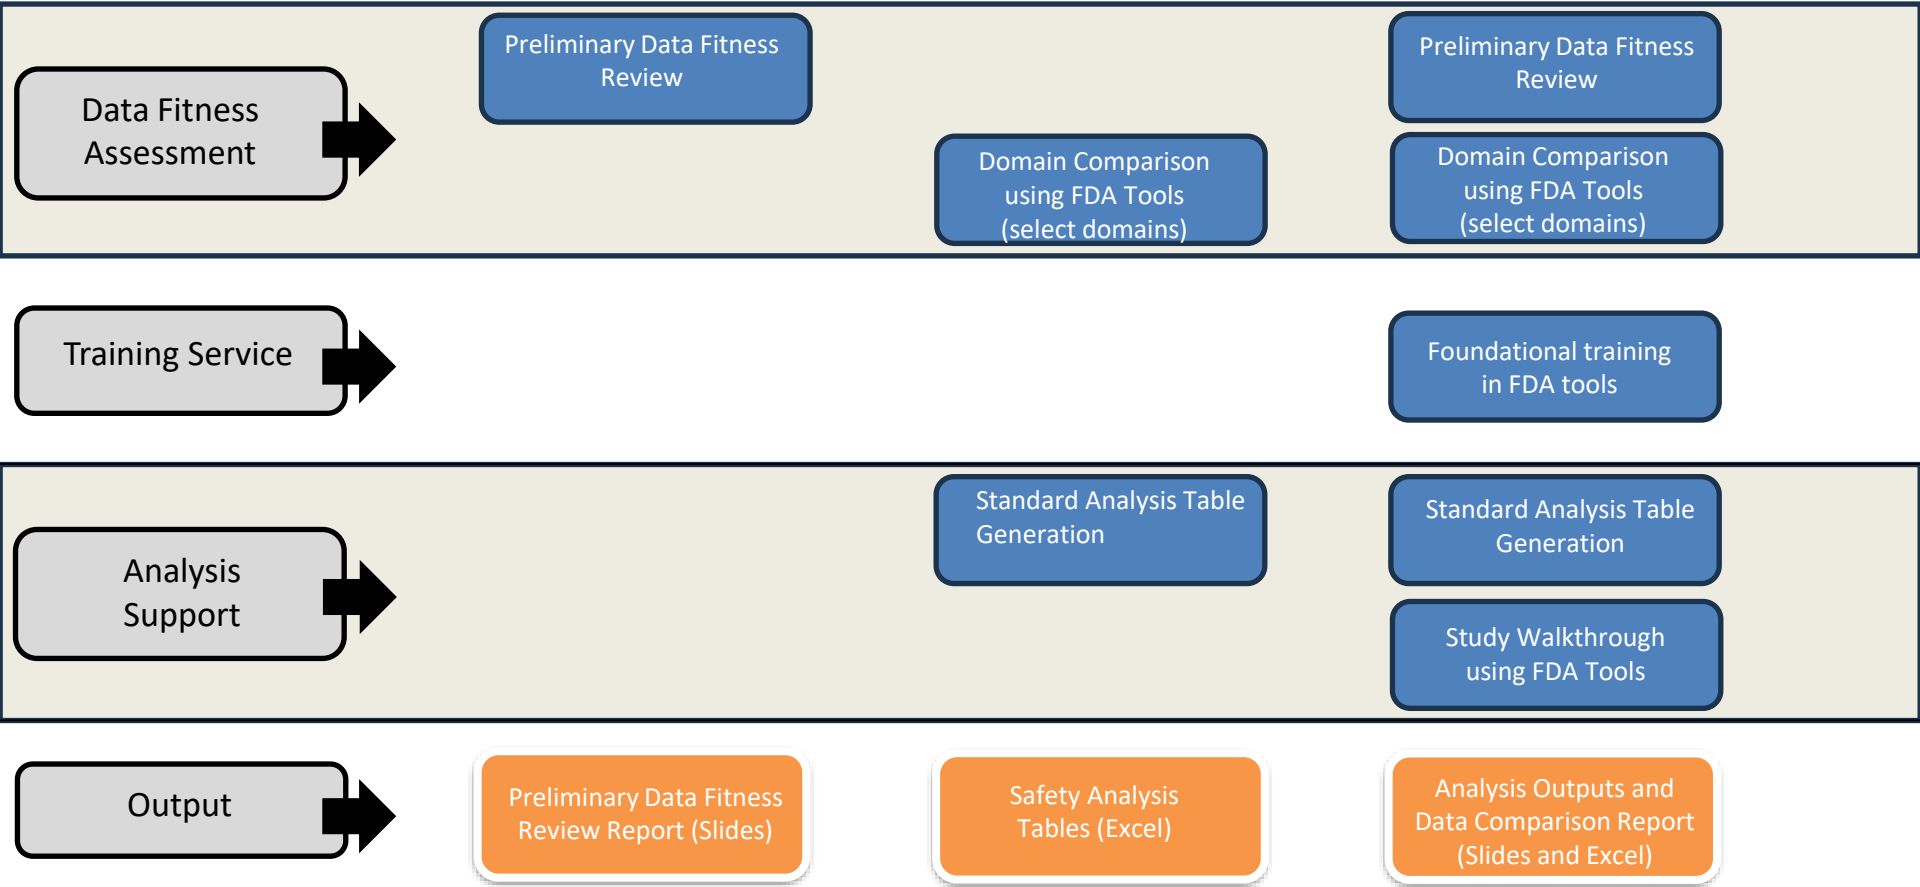 Data Fitness
Assessment
Preliminary Data Fitness
Review
Domain Comparison
using FDA Tools
(select domains)
Preliminary Data Fitness
Review
Domain Comparison
using FDA Tools
(select domains)
Training Service
Foundational training
in FDA tools
Analysis
Support
Standard Analysis Table
Generation
Standard Analysis Table
Generation
Study Walkthrough
using FDA Tools
Output
Preliminary Data Fitness
Review Report (Slides)
Safety Analysis
Tables (Excel)
Analysis Outputs and
Data Comparison Report
(Slides and Excel)